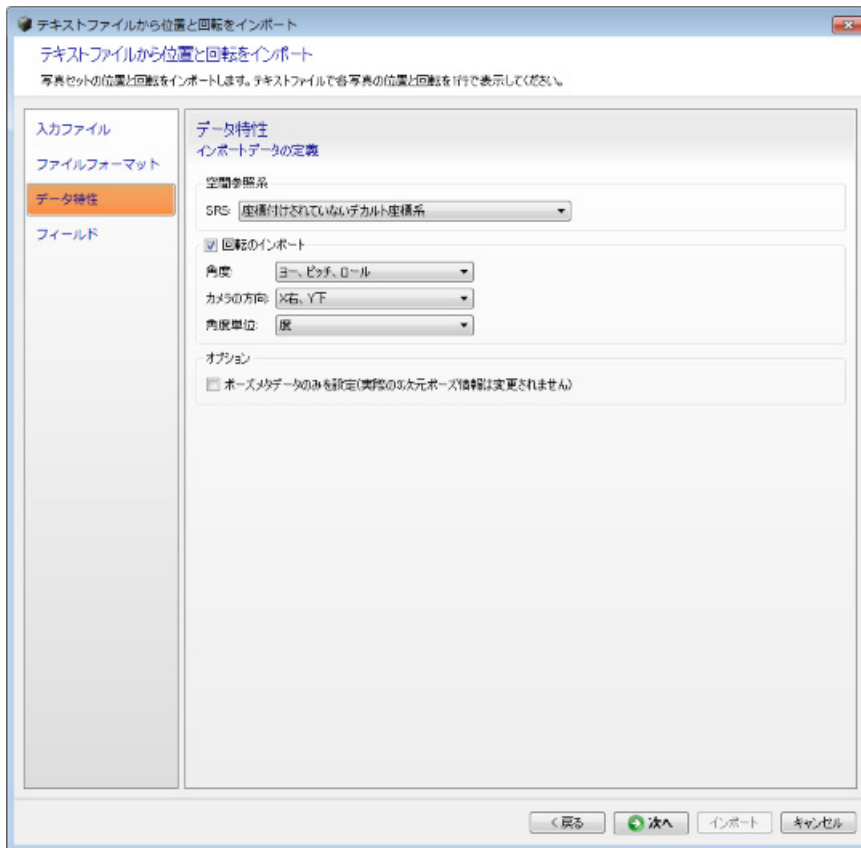 テキストファイルから位置と回転をインポート
テキストファイルから位置と回転をインポート
写真セットの位置と回転をインポートします。テキストファイルで各写真の位置と回転を1行で表示してください。
入力ファイル
ファイルフォーマット
データ特性
フィールド
データ特性
インポートデータの定義
空間参照系
SRS: 座標付けされていないデカルト座標系
回転のインポート
角度: ヨー、ピッチ、ロール
カメラの方向: X右、Y下
角度単位: 度
オプション
ポーズメタデータのみを設定(実際の3次元ポーズ情報は変更されません)
< 戻る 次へ インポート キャンセル